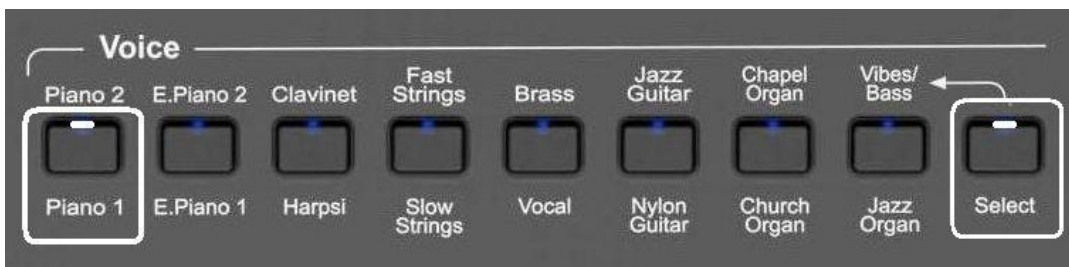 Voice
Piano 2 E.Piano 2 Clavinet Fast Strings Brass Jazz Guitar Chapel Organ Vibes/ Bass
Piano 1 E.Piano 1 Harpsi Slow Strings Vocal Nylon Guitar Church Organ Jazz Organ Select